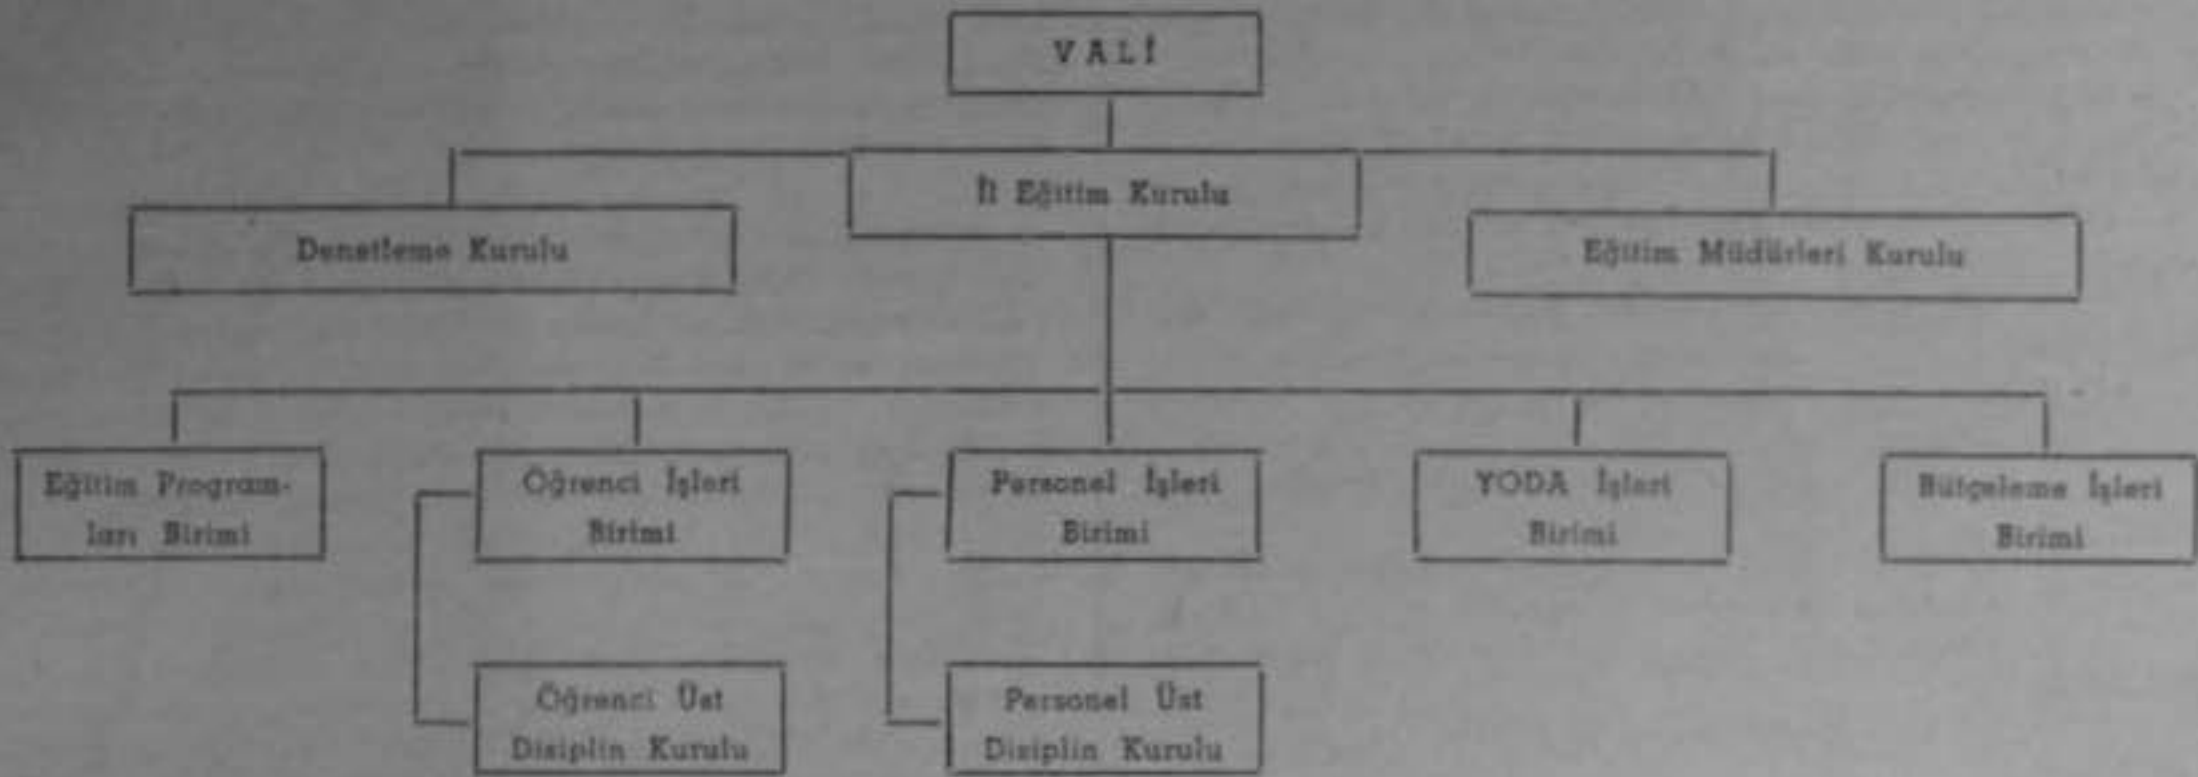 VALİ
İl Eğitim Kurulu
Denetleme Kurulu
Eğitim Müdürleri Kurulu
Eğitim Program-
ları Birimi
Öğrenci İşleri
Birimi
Personel İşleri
Birimi
YODA İşleri
Birimi
Bütçeleme İşleri
Birimi
Öğrenci Üst
Disiplin Kurulu
Personel Üst
Disiplin Kurulu